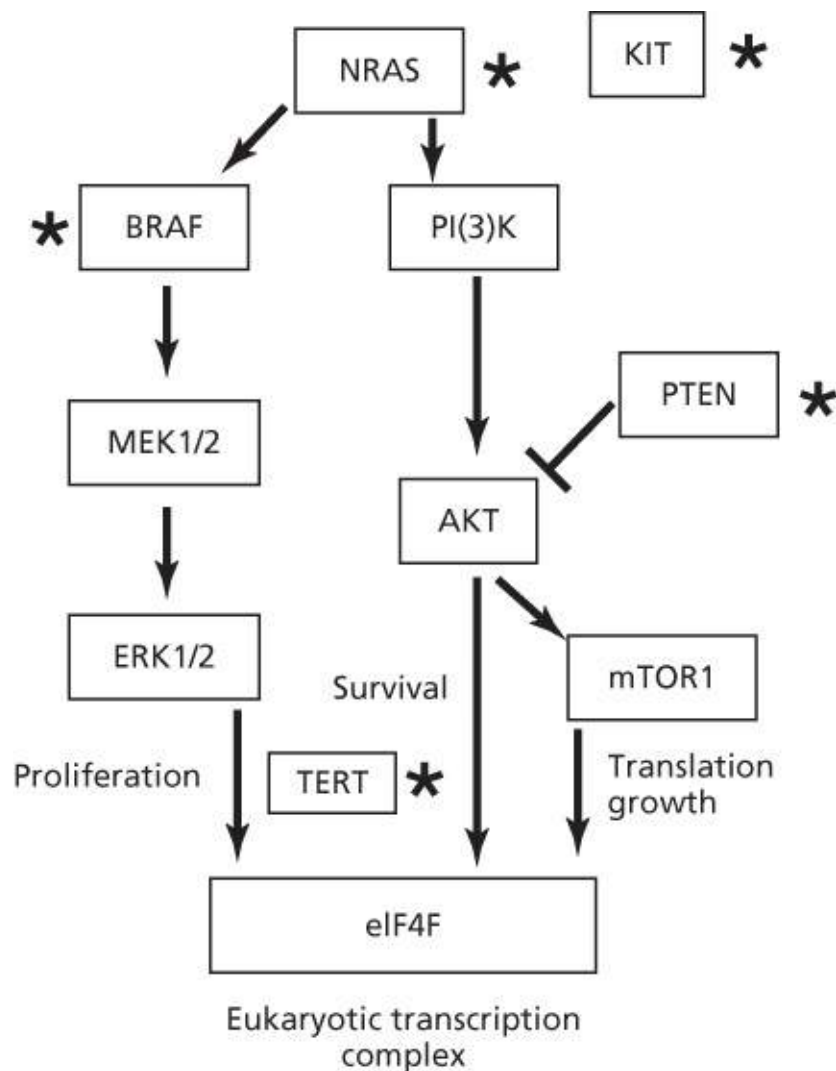 NRAS
*
KIT
*
*
BRAF
PI(3)K
PTEN
*
MEK1/2
AKT
ERK1/2
mTOR1
Survival
Proliferation
TERT
*
Translation
growth
eIF4F
Eukaryotic transcription
complex